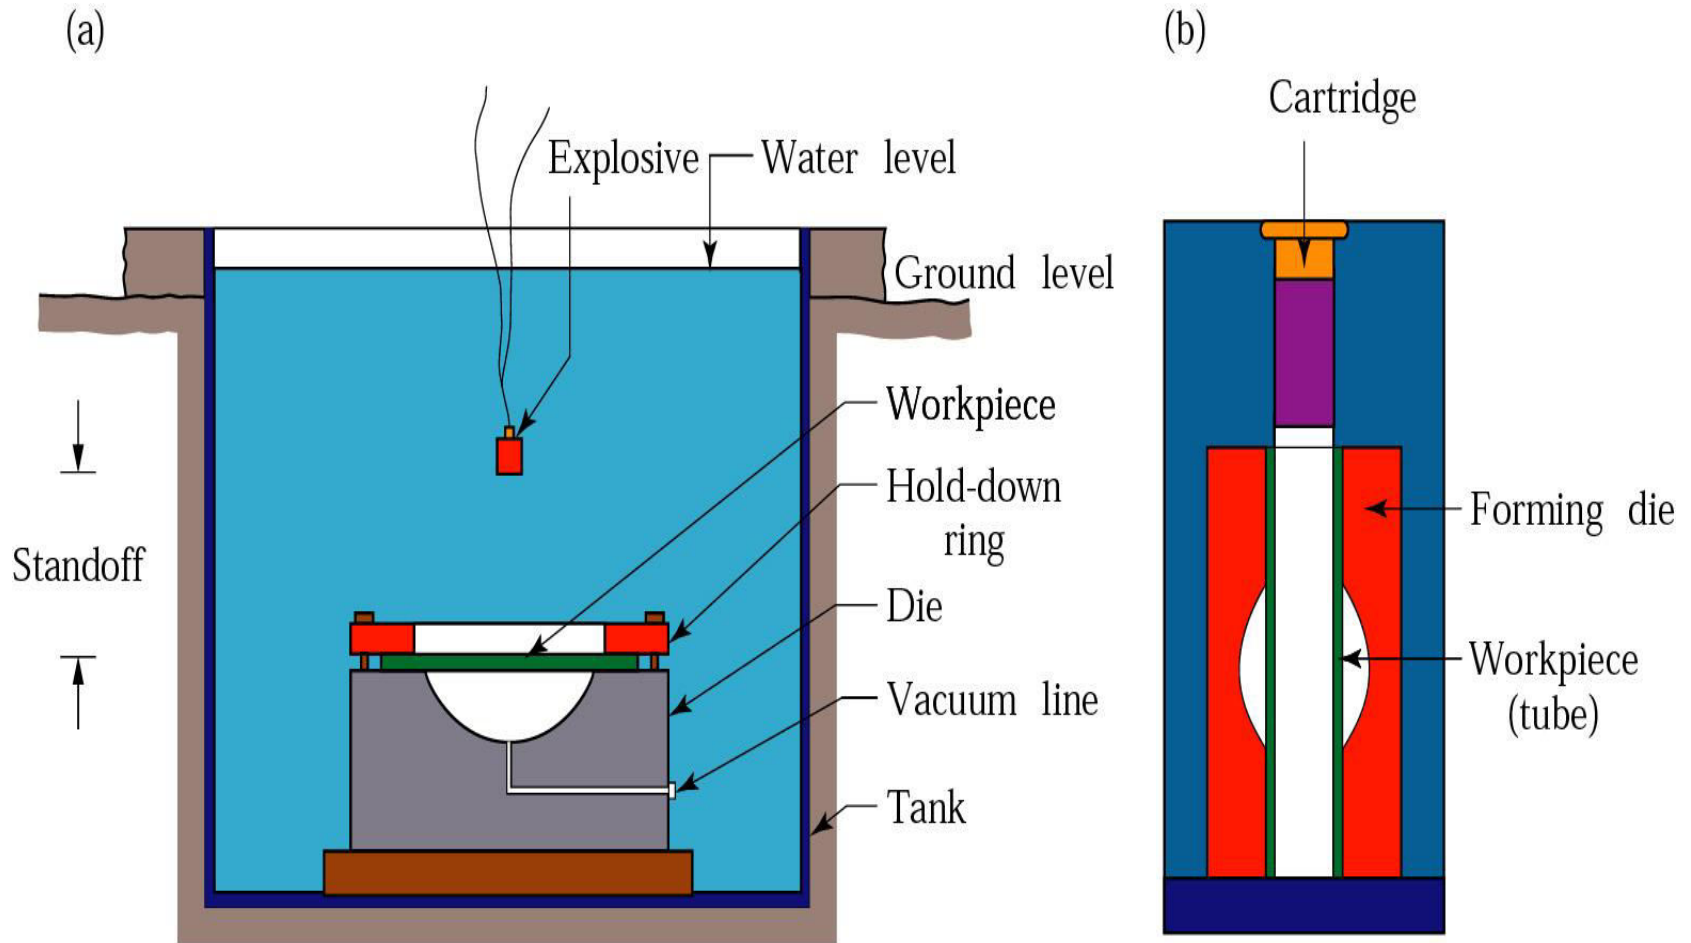 (a)
(b)
Cartridge
Explosive
Water level
Ground level
Workpiece
Hold-down
ring
Forming die
Standoff
Die
Workpiece
(tube)
Vacuum line
Tank